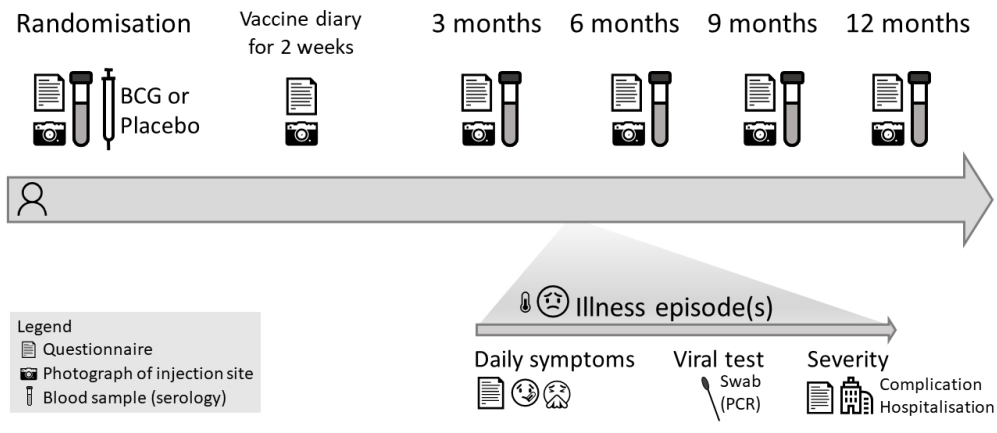 Randomisation
Vaccine diary
for 2 weeks
3 months
6 months
9 months
12 months
BCG or
Placebo
Illness episode(s)
Legend
Questionnaire
Photograph of injection site
Blood sample (serology)
Daily symptoms
Viral test
Swab
(PCR)
Severity
Complication
Hospitalisation